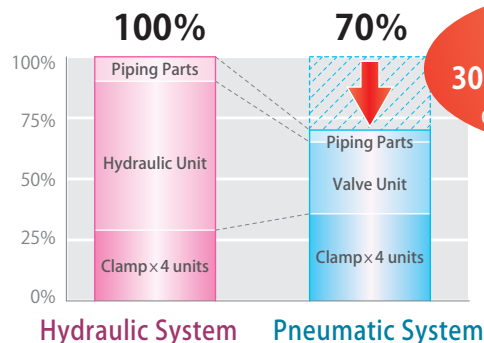 100%
70%
30
100%
75%
50%
25%
0%
Piping Parts
Hydraulic Unit
Clamp×4 units
Piping Parts
Valve Unit
Clamp×4 units
Hydraulic System
Pneumatic System